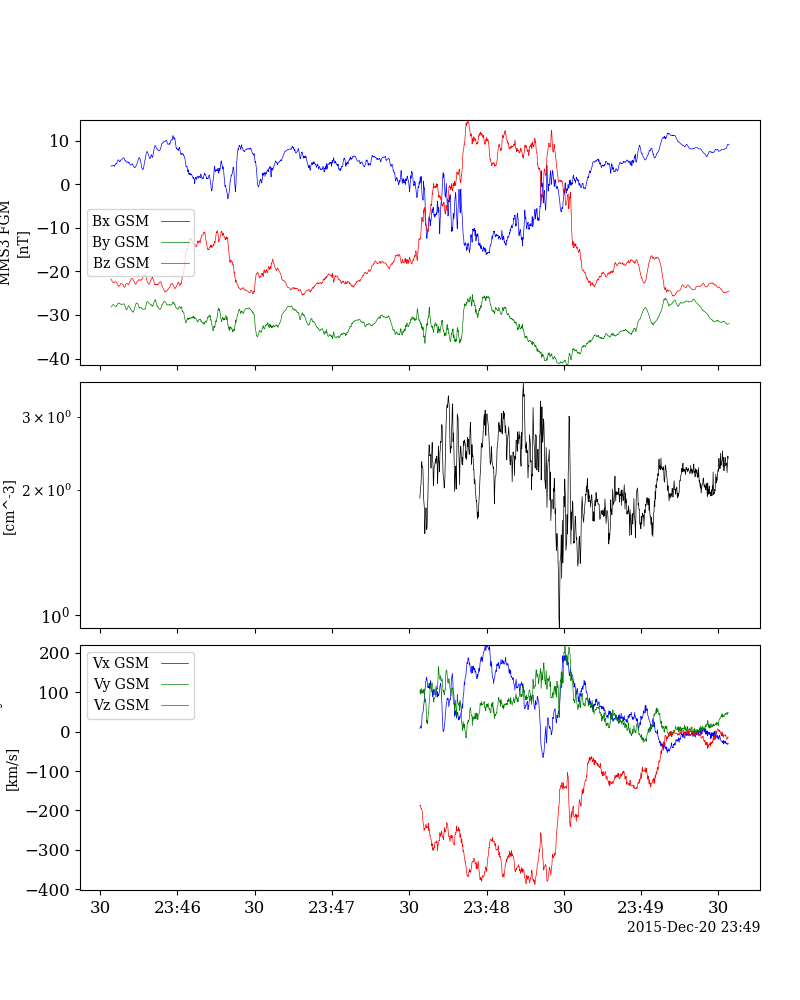 10
0
−10
−20
−30
−40
MMS3 FGM
[nT]
Bx GSM
By GSM
Bz GSM
3 × 10⁰
2 × 10⁰
10⁰
[cm^-3]
200
100
0
−100
−200
−300
−400
[km/s]
Vx GSM
Vy GSM
Vz GSM
30 23:46 30 23:47 30 23:48 30 23:49 30
2015-Dec-20 23:49